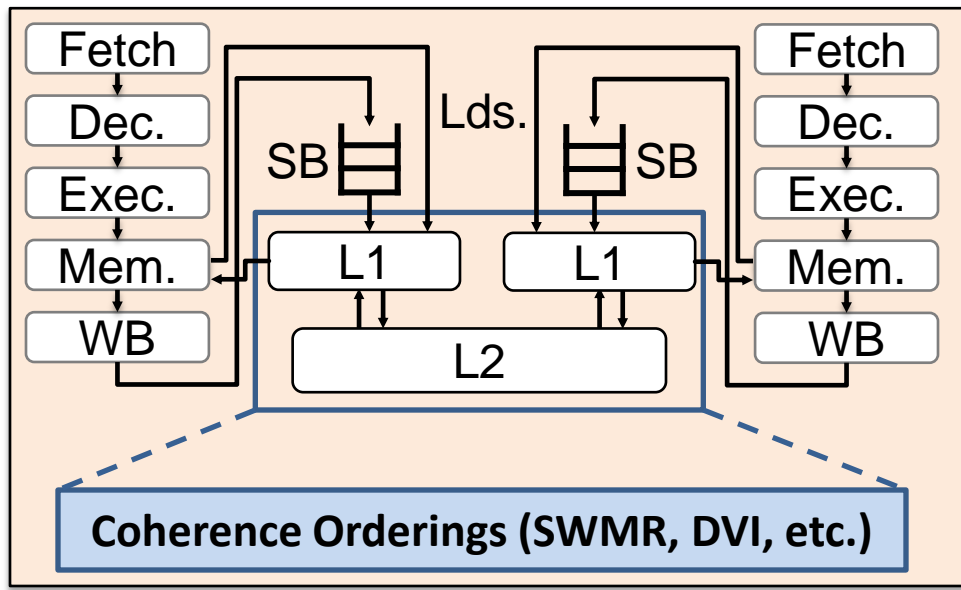 Fetch
Dec.
Exec.
Mem.
WB
SB
Lds.
SB
L1
L1
L2
Fetch
Dec.
Exec.
Mem.
WB
Coherence Orderings (SWMR, DVI, etc.)